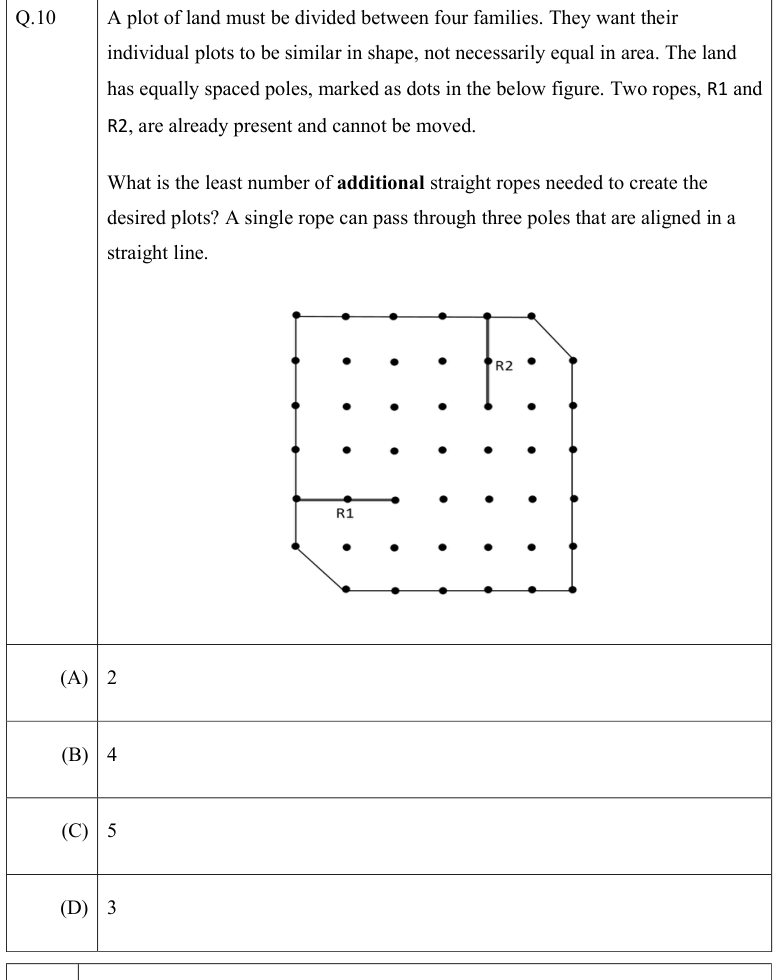 Q.10 A plot of land must be divided between four families. They want their
individual plots to be similar in shape, not necessarily equal in area. The land
has equally spaced poles, marked as dots in the below figure. Two ropes, R1 and
R2, are already present and cannot be moved.
What is the least number of additional straight ropes needed to create the
desired plots? A single rope can pass through three poles that are aligned in a
straight line.
R2
R1
(A) 2
(B) 4
(C) 5
(D) 3